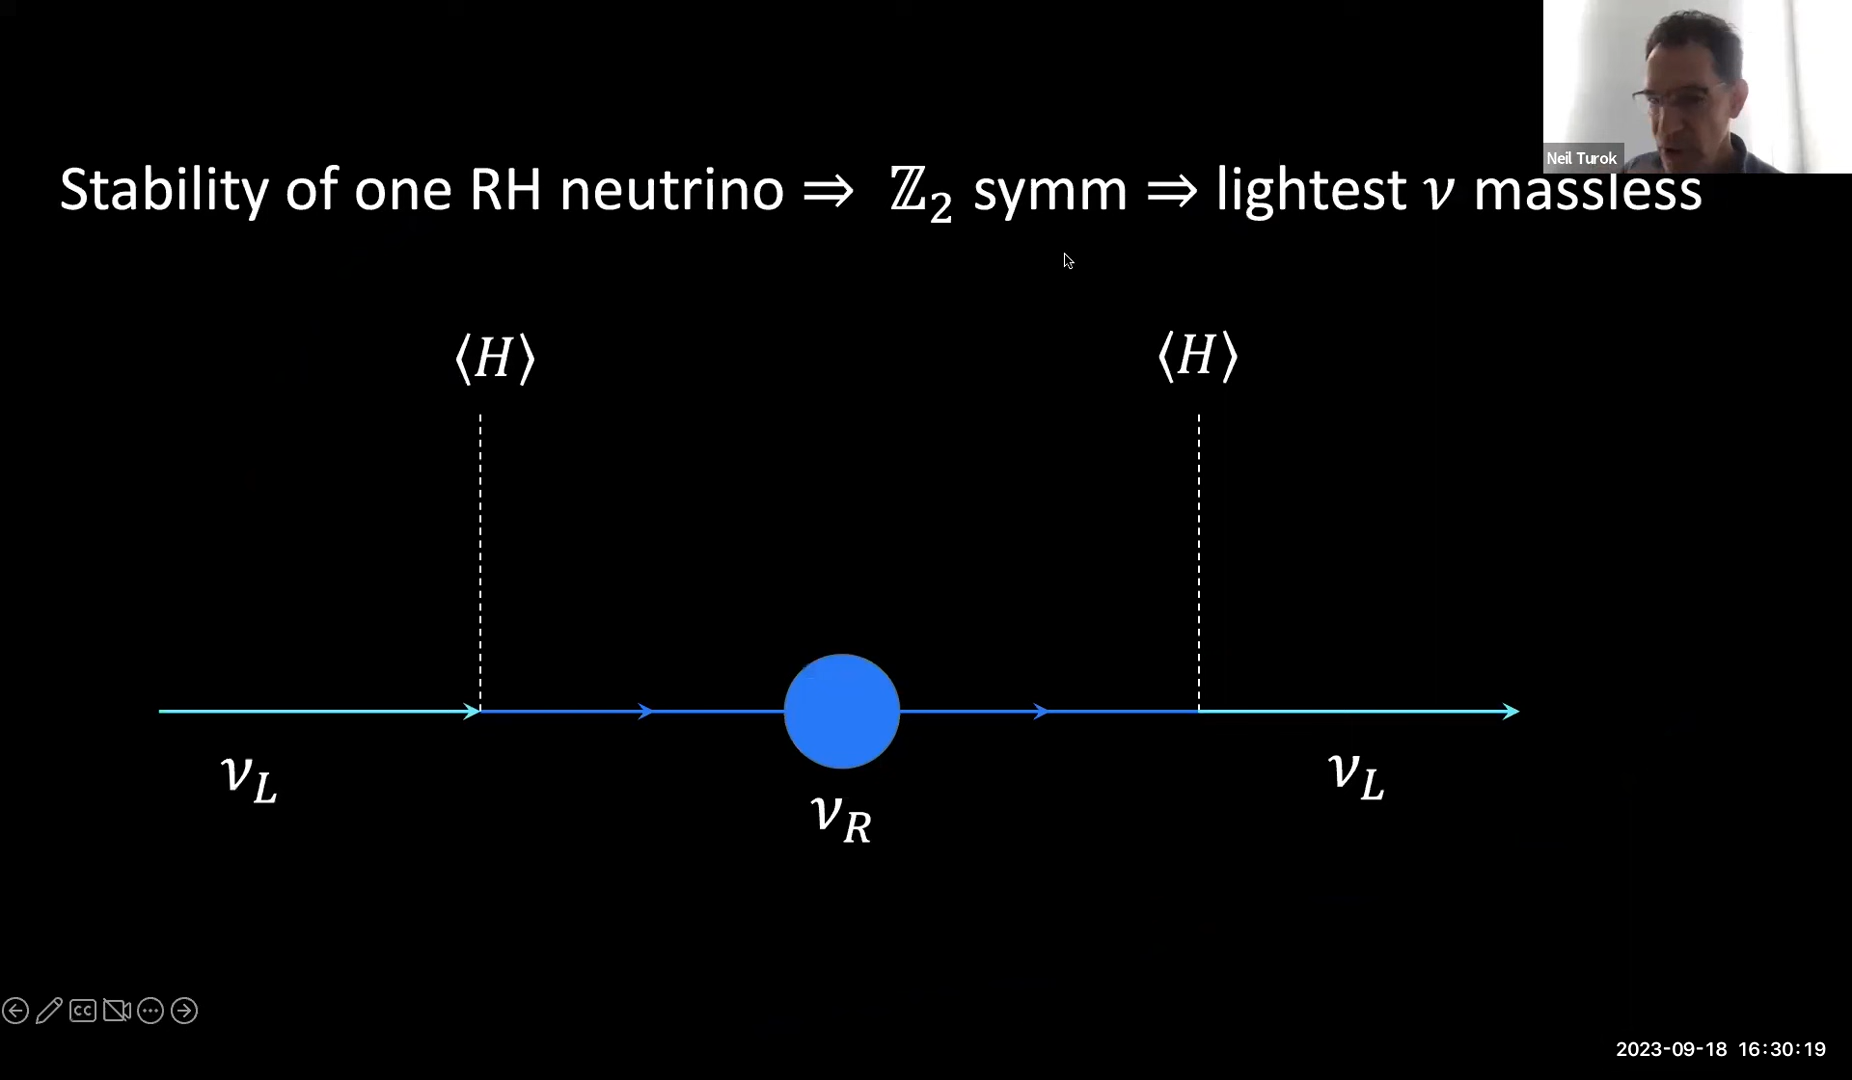 Neil Turok
Stability of one RH neutrino ⇒ ℤ₂ symm ⇒ lightest ν massless
⟨H⟩ ⟨H⟩
ν_L ν_R ν_L
CC
2023-09-18 16:30:19